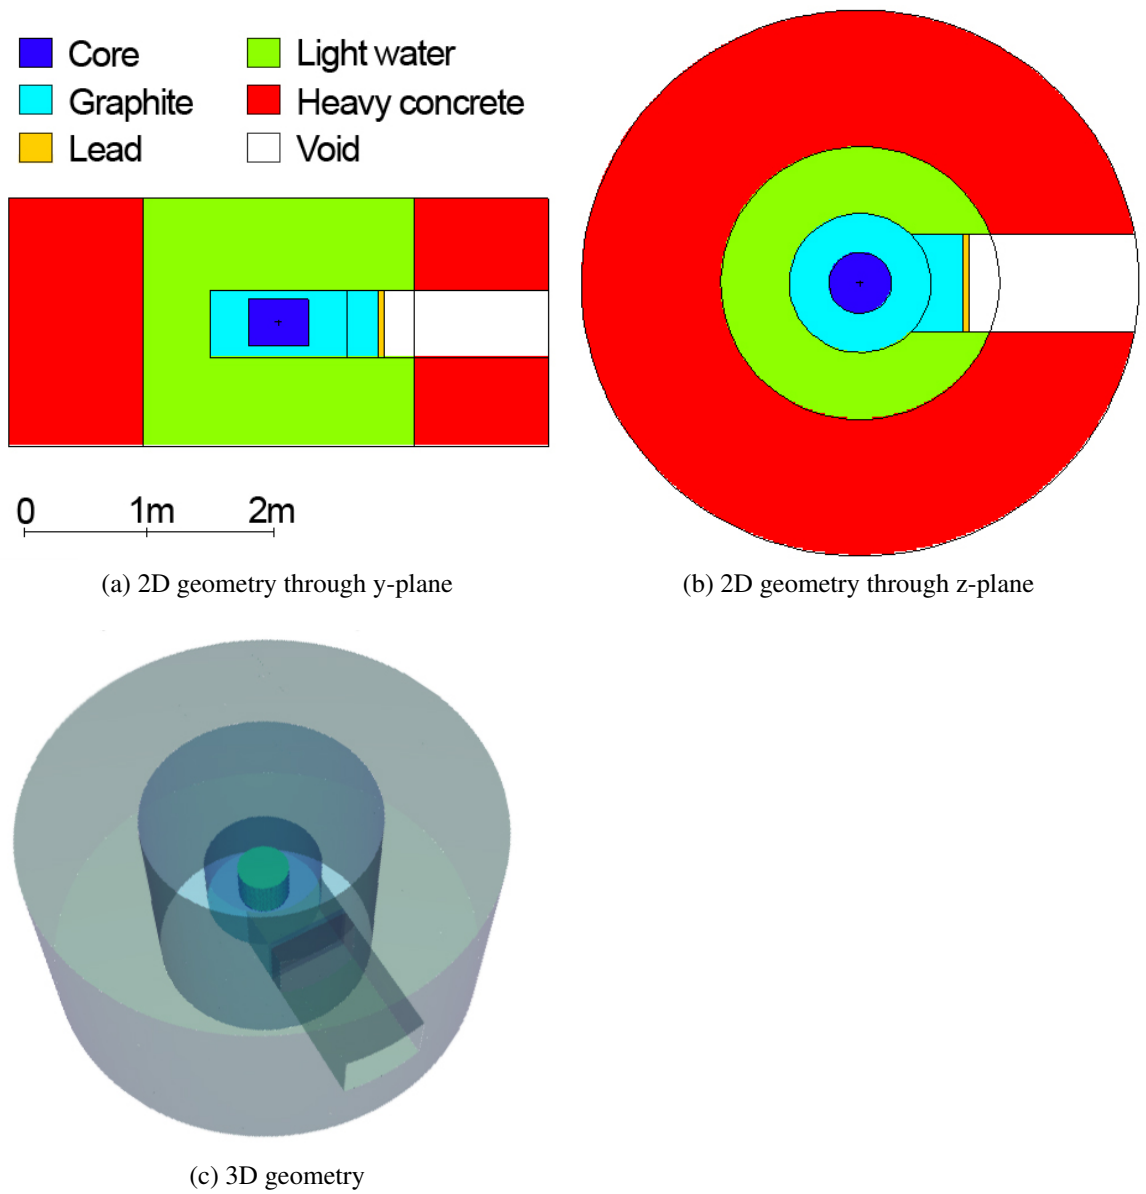 Core
Light water
Graphite
Heavy concrete
Lead
Void
0 1m 2m
(a) 2D geometry through y-plane
(b) 2D geometry through z-plane
(c) 3D geometry